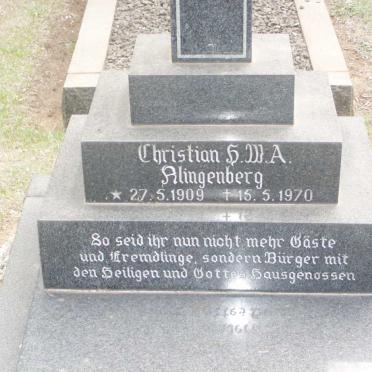 Christian H.W.A.
Klingenberg
★ 27.5.1909 † 15.5.1970
So seid ihr nun nicht mehr Gäste
und Fremdlinge, sondern Bürger mit
den Heiligen und Gottes Hausgenossen